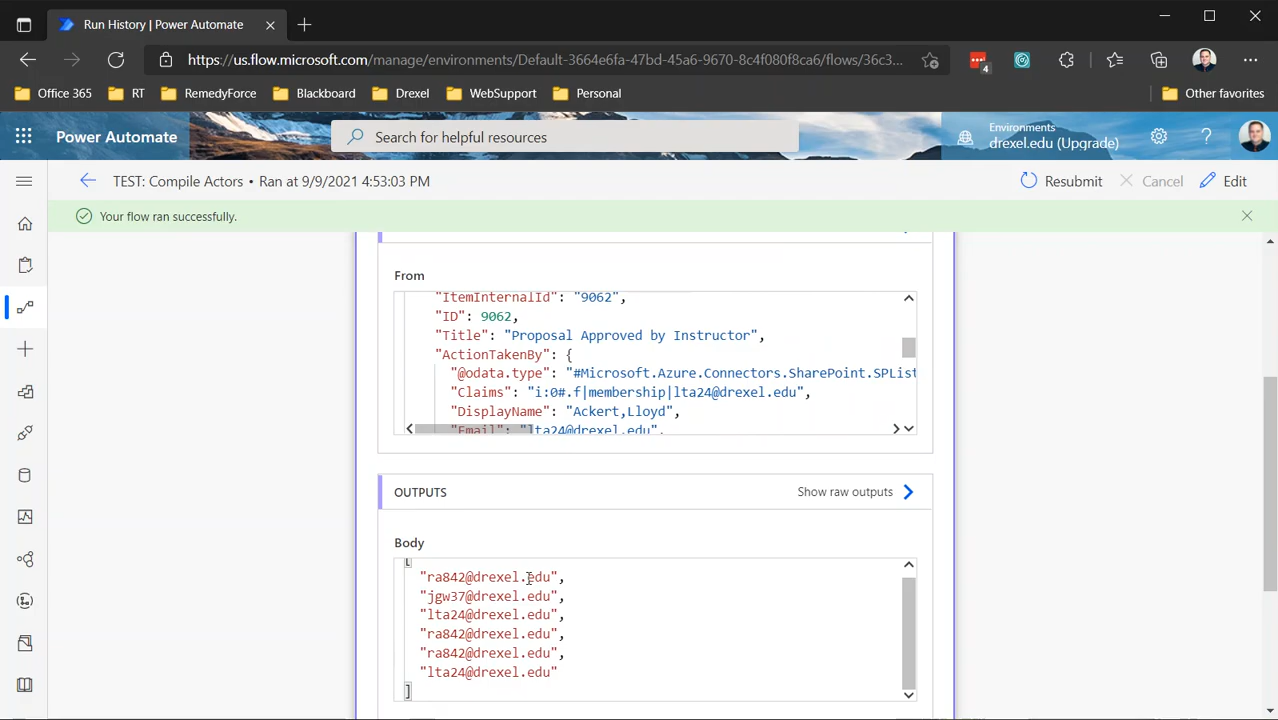 Run History | Power Automate
https://us.flow.microsoft.com/manage/environments/Default-3664e6fa-47bd-45a6-9670-8c4f080f8ca6/flows/36c3...
4
Office 365
RT
RemedyForce
Blackboard
Drexel
WebSupport
Personal
Other favorites
Power Automate
Search for helpful resources
Environments
drexel.edu (Upgrade)
TEST: Compile Actors • Ran at 9/9/2021 4:53:03 PM
Resubmit
Cancel
Edit
Your flow ran successfully.
From
"ItemInternalId": "9062",
"ID": 9062,
"Title": "Proposal Approved by Instructor",
"ActionTakenBy": {
"@odata.type": "#Microsoft.Azure.Connectors.SharePoint.SPList
"Claims": "i:0#.f|membership|lta24@drexel.edu",
"DisplayName": "Ackert,Lloyd",
"Email": "lta24@drexel.edu",
OUTPUTS
Show raw outputs
Body
[
"ra842@drexel.edu",
"jgw37@drexel.edu",
"lta24@drexel.edu",
"ra842@drexel.edu",
"ra842@drexel.edu",
"lta24@drexel.edu"
]